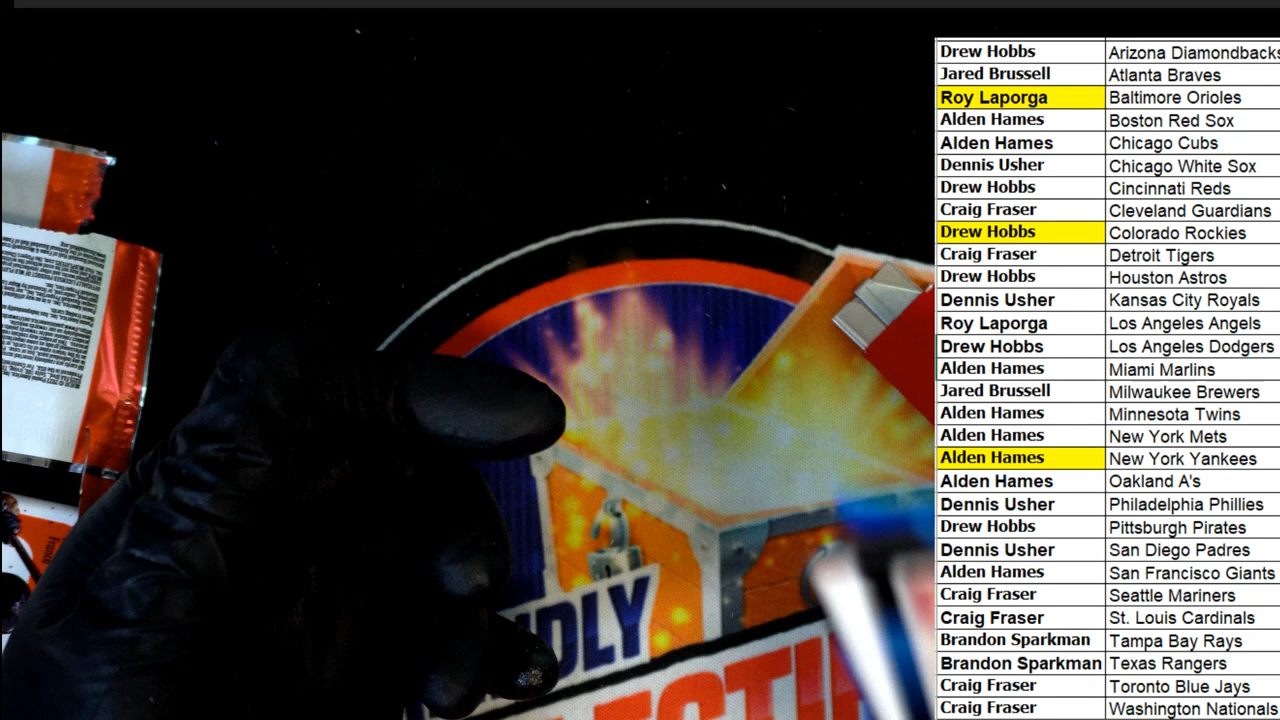 Drew Hobbs Arizona Diamondbacks
Jared Brussell Atlanta Braves
Roy Laporga Baltimore Orioles
Alden Hames Boston Red Sox
Alden Hames Chicago Cubs
Dennis Usher Chicago White Sox
Drew Hobbs Cincinnati Reds
Craig Fraser Cleveland Guardians
Drew Hobbs Colorado Rockies
Craig Fraser Detroit Tigers
Drew Hobbs Houston Astros
Dennis Usher Kansas City Royals
Roy Laporga Los Angeles Angels
Drew Hobbs Los Angeles Dodgers
Alden Hames Miami Marlins
Jared Brussell Milwaukee Brewers
Alden Hames Minnesota Twins
Alden Hames New York Mets
Alden Hames New York Yankees
Alden Hames Oakland A's
Dennis Usher Philadelphia Phillies
Drew Hobbs Pittsburgh Pirates
Dennis Usher San Diego Padres
Alden Hames San Francisco Giants
Craig Fraser Seattle Mariners
Craig Fraser St. Louis Cardinals
Brandon Sparkman Tampa Bay Rays
Brandon Sparkman Texas Rangers
Craig Fraser Toronto Blue Jays
Craig Fraser Washington Nationals